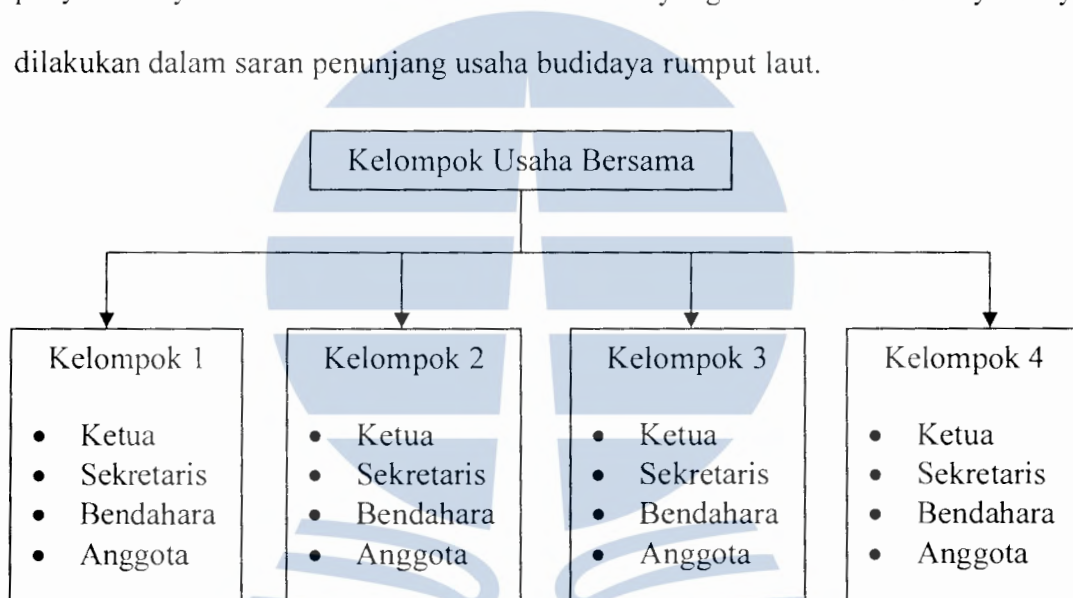 dilakukan dalam saran penunjang usaha budidaya rumput laut.
Kelompok Usaha Bersama
Kelompok 1
• Ketua
• Sekretaris
• Bendahara
• Anggota
Kelompok 2
• Ketua
• Sekretaris
• Bendahara
• Anggota
Kelompok 3
• Ketua
• Sekretaris
• Bendahara
• Anggota
Kelompok 4
• Ketua
• Sekretaris
• Bendahara
• Anggota